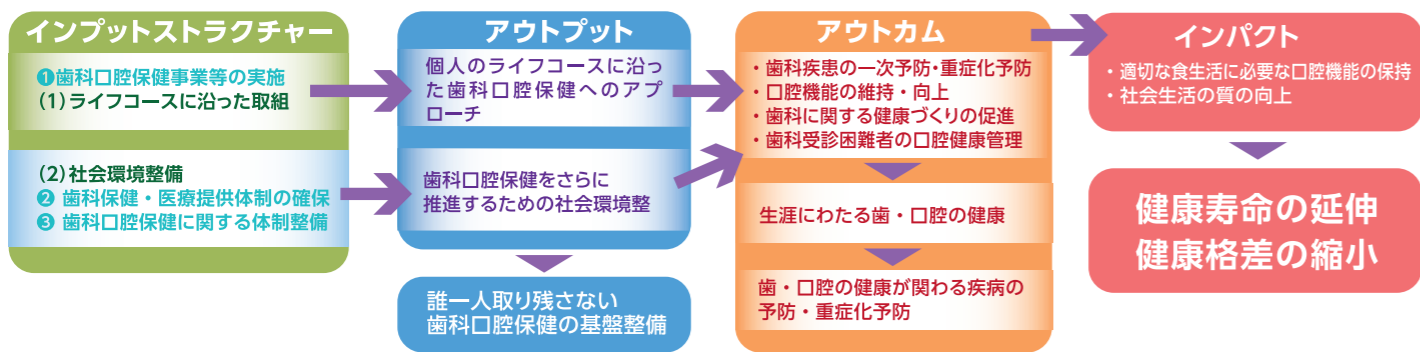 インプットストラクチャー
❶歯科口腔保健事業等の実施
(1)ライフコースに沿った取組
(2)社会環境整備
❷ 歯科保健・医療提供体制の確保
❸ 歯科口腔保健に関する体制整備
アウトプット
個人のライフコースに沿っ
た歯科口腔保健へのアプ
ローチ
歯科口腔保健をさらに
推進するための社会環境整
誰一人取り残さない
歯科口腔保健の基盤整備
アウトカム
・歯科疾患の一次予防・重症化予防
・口腔機能の維持・向上
・歯科に関する健康づくりの促進
・歯科受診困難者の口腔健康管理
生涯にわたる歯・口腔の健康
歯・口腔の健康が関わる疾病の
予防・重症化予防
インパクト
・適切な食生活に必要な口腔機能の保持
・社会生活の質の向上
健康寿命の延伸
健康格差の縮小